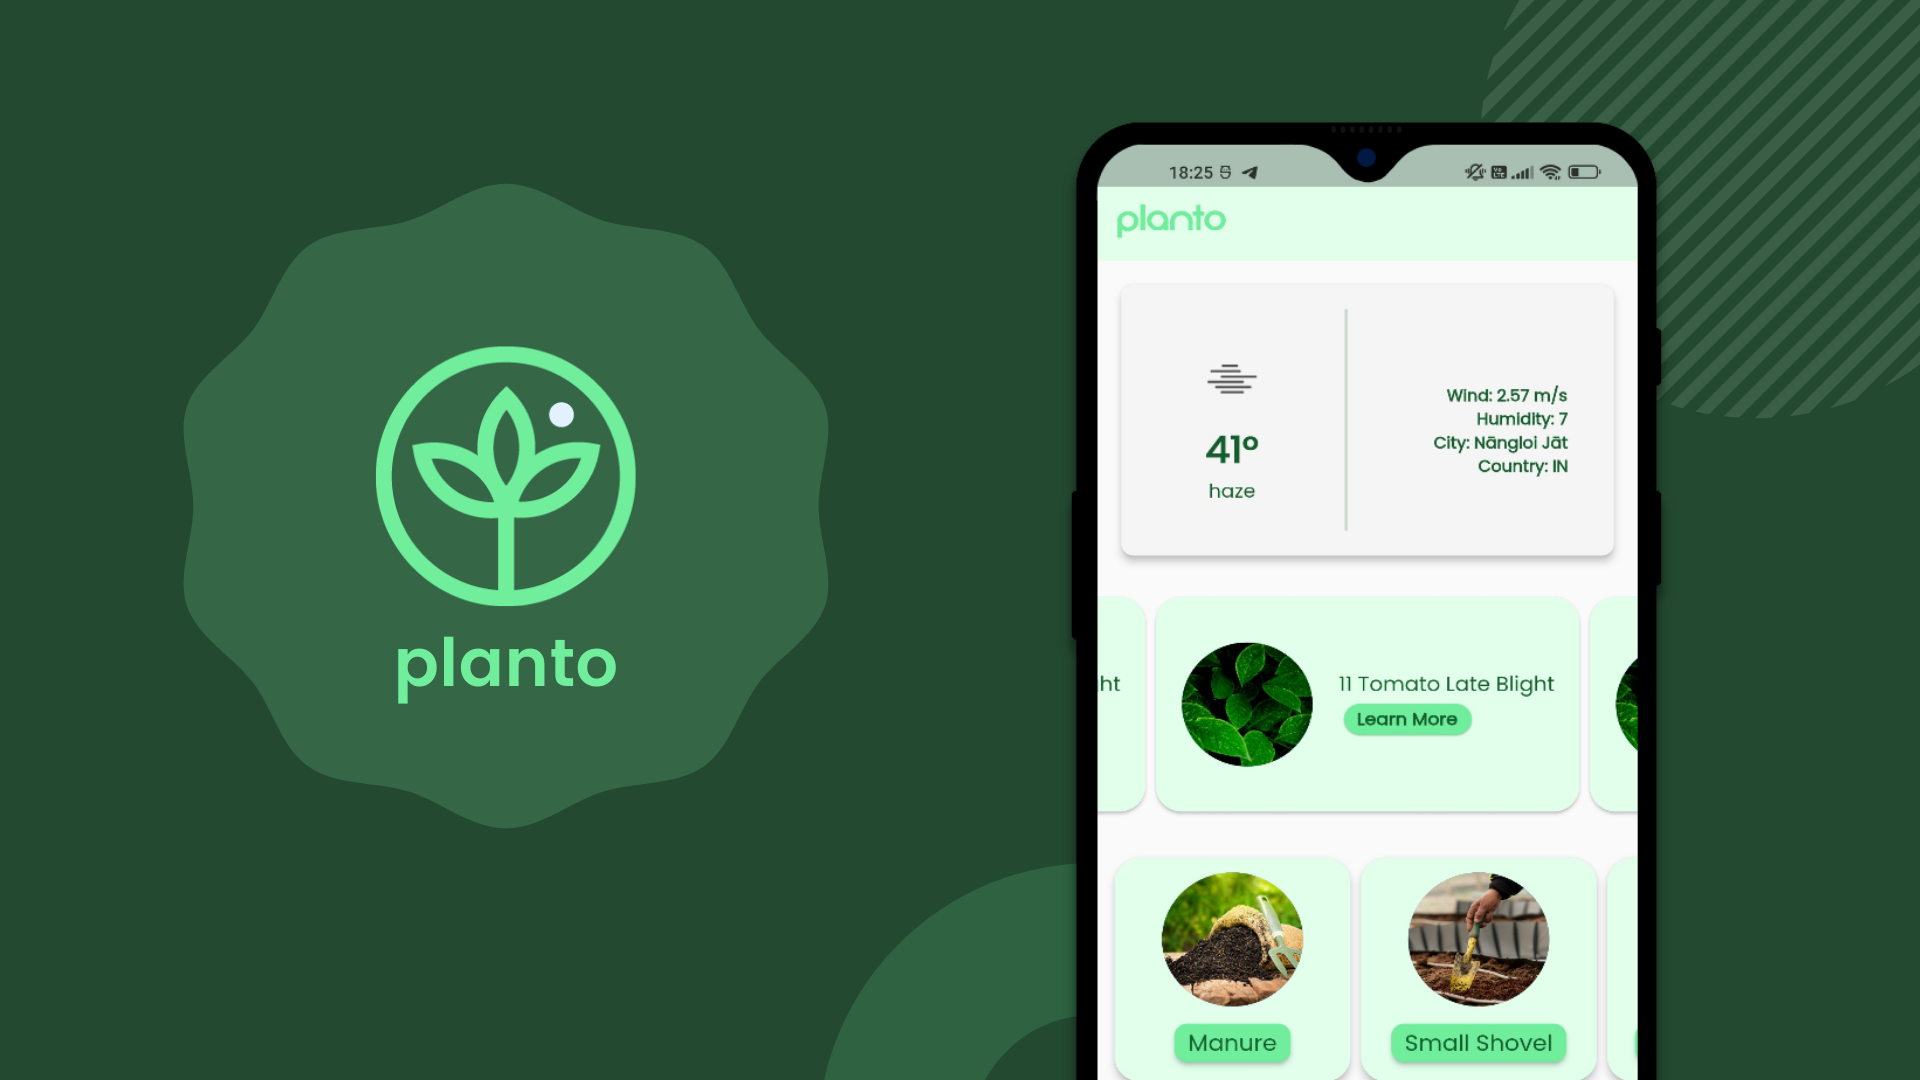 planto
18:25
planto
41°
haze
Wind: 2.57 m/s
Humidity: 7
City: Nāngloi Jāt
Country: IN
ht
11 Tomato Late Blight
Learn More
Manure
Small Shovel